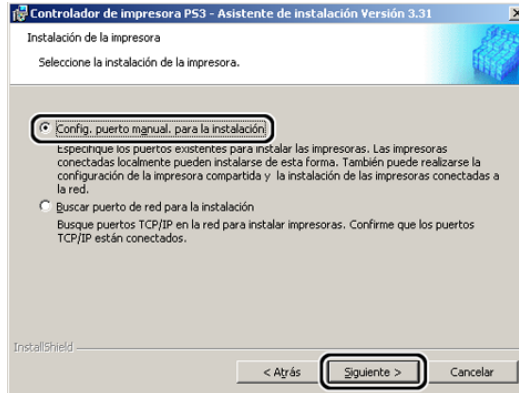 Controlador de impresora PS3 - Asistente de instalación Versión 3.31
Instalación de la impresora
Seleccione la instalación de la impresora.
Config. puerto manual. para la instalación
Especifique los puertos existentes para instalar las impresoras. Las impresoras
conectadas localmente pueden instalarse de esta forma. También puede realizarse la
configuración de la impresora compartida y la instalación de las impresoras conectadas a
la red.
Buscar puerto de red para la instalación
Busque puertos TCP/IP en la red para instalar impresoras. Confirme que los puertos
TCP/IP están conectados.
InstallShield
< Atrás Siguiente > Cancelar